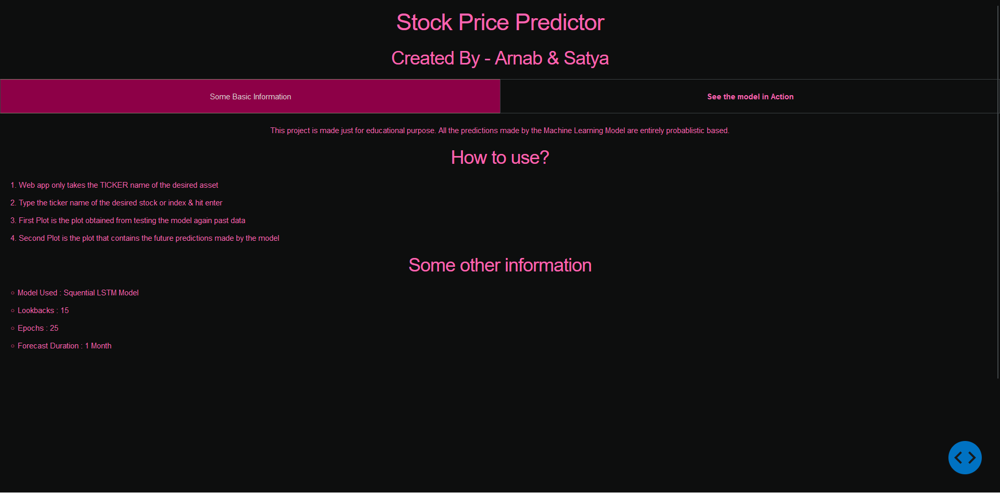 Stock Price Predictor
Created By - Arnab & Satya
Some Basic Information
See the model in Action
This project is made just for educational purpose. All the predictions made by the Machine Learning Model are entirely probablistic based.
How to use?
1. Web app only takes the TICKER name of the desired asset
2. Type the ticker name of the desired stock or index & hit enter
3. First Plot is the plot obtained from testing the model again past data
4. Second Plot is the plot that contains the future predictions made by the model
Some other information
○ Model Used : Squential LSTM Model
○ Lookbacks : 15
○ Epochs : 25
○ Forecast Duration : 1 Month